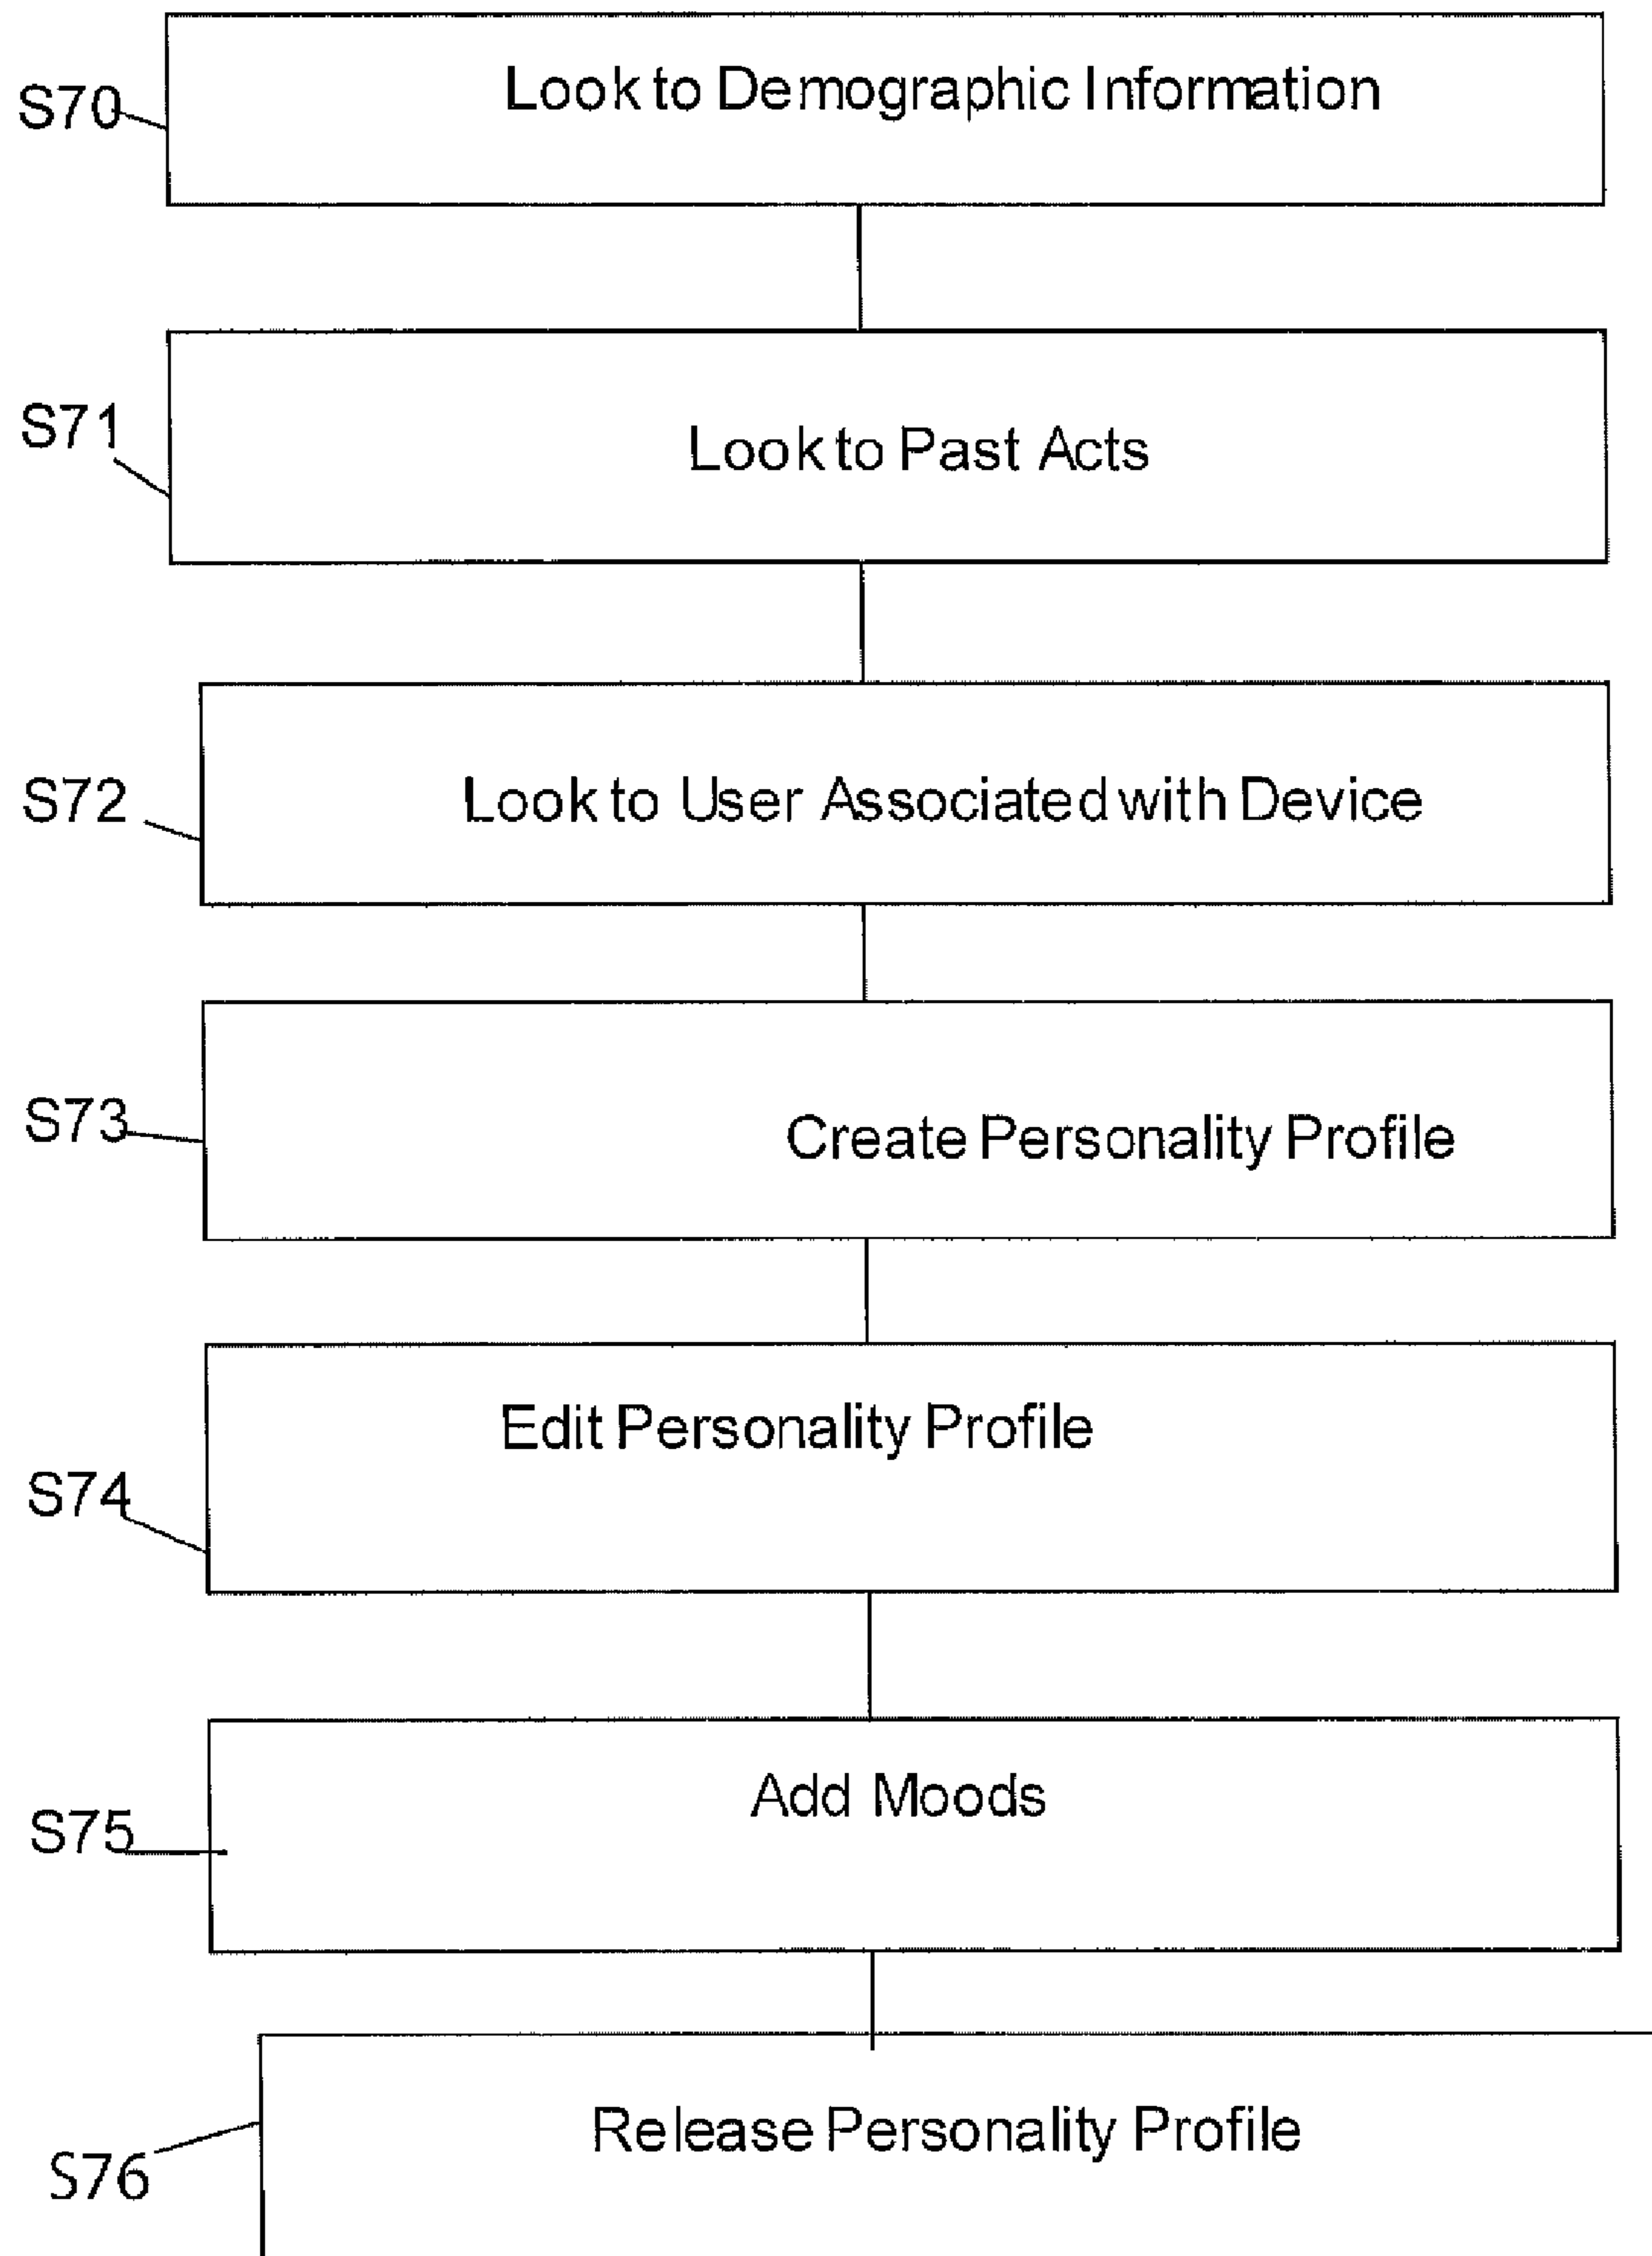 Look to Demographic Information
S70
Look to Past Acts
S71
Look to User Associated with Device
S72
Create Personality Profile
S73
Edit Personality Profile
S74
Add Moods
S75
Release Personality Profile
S76